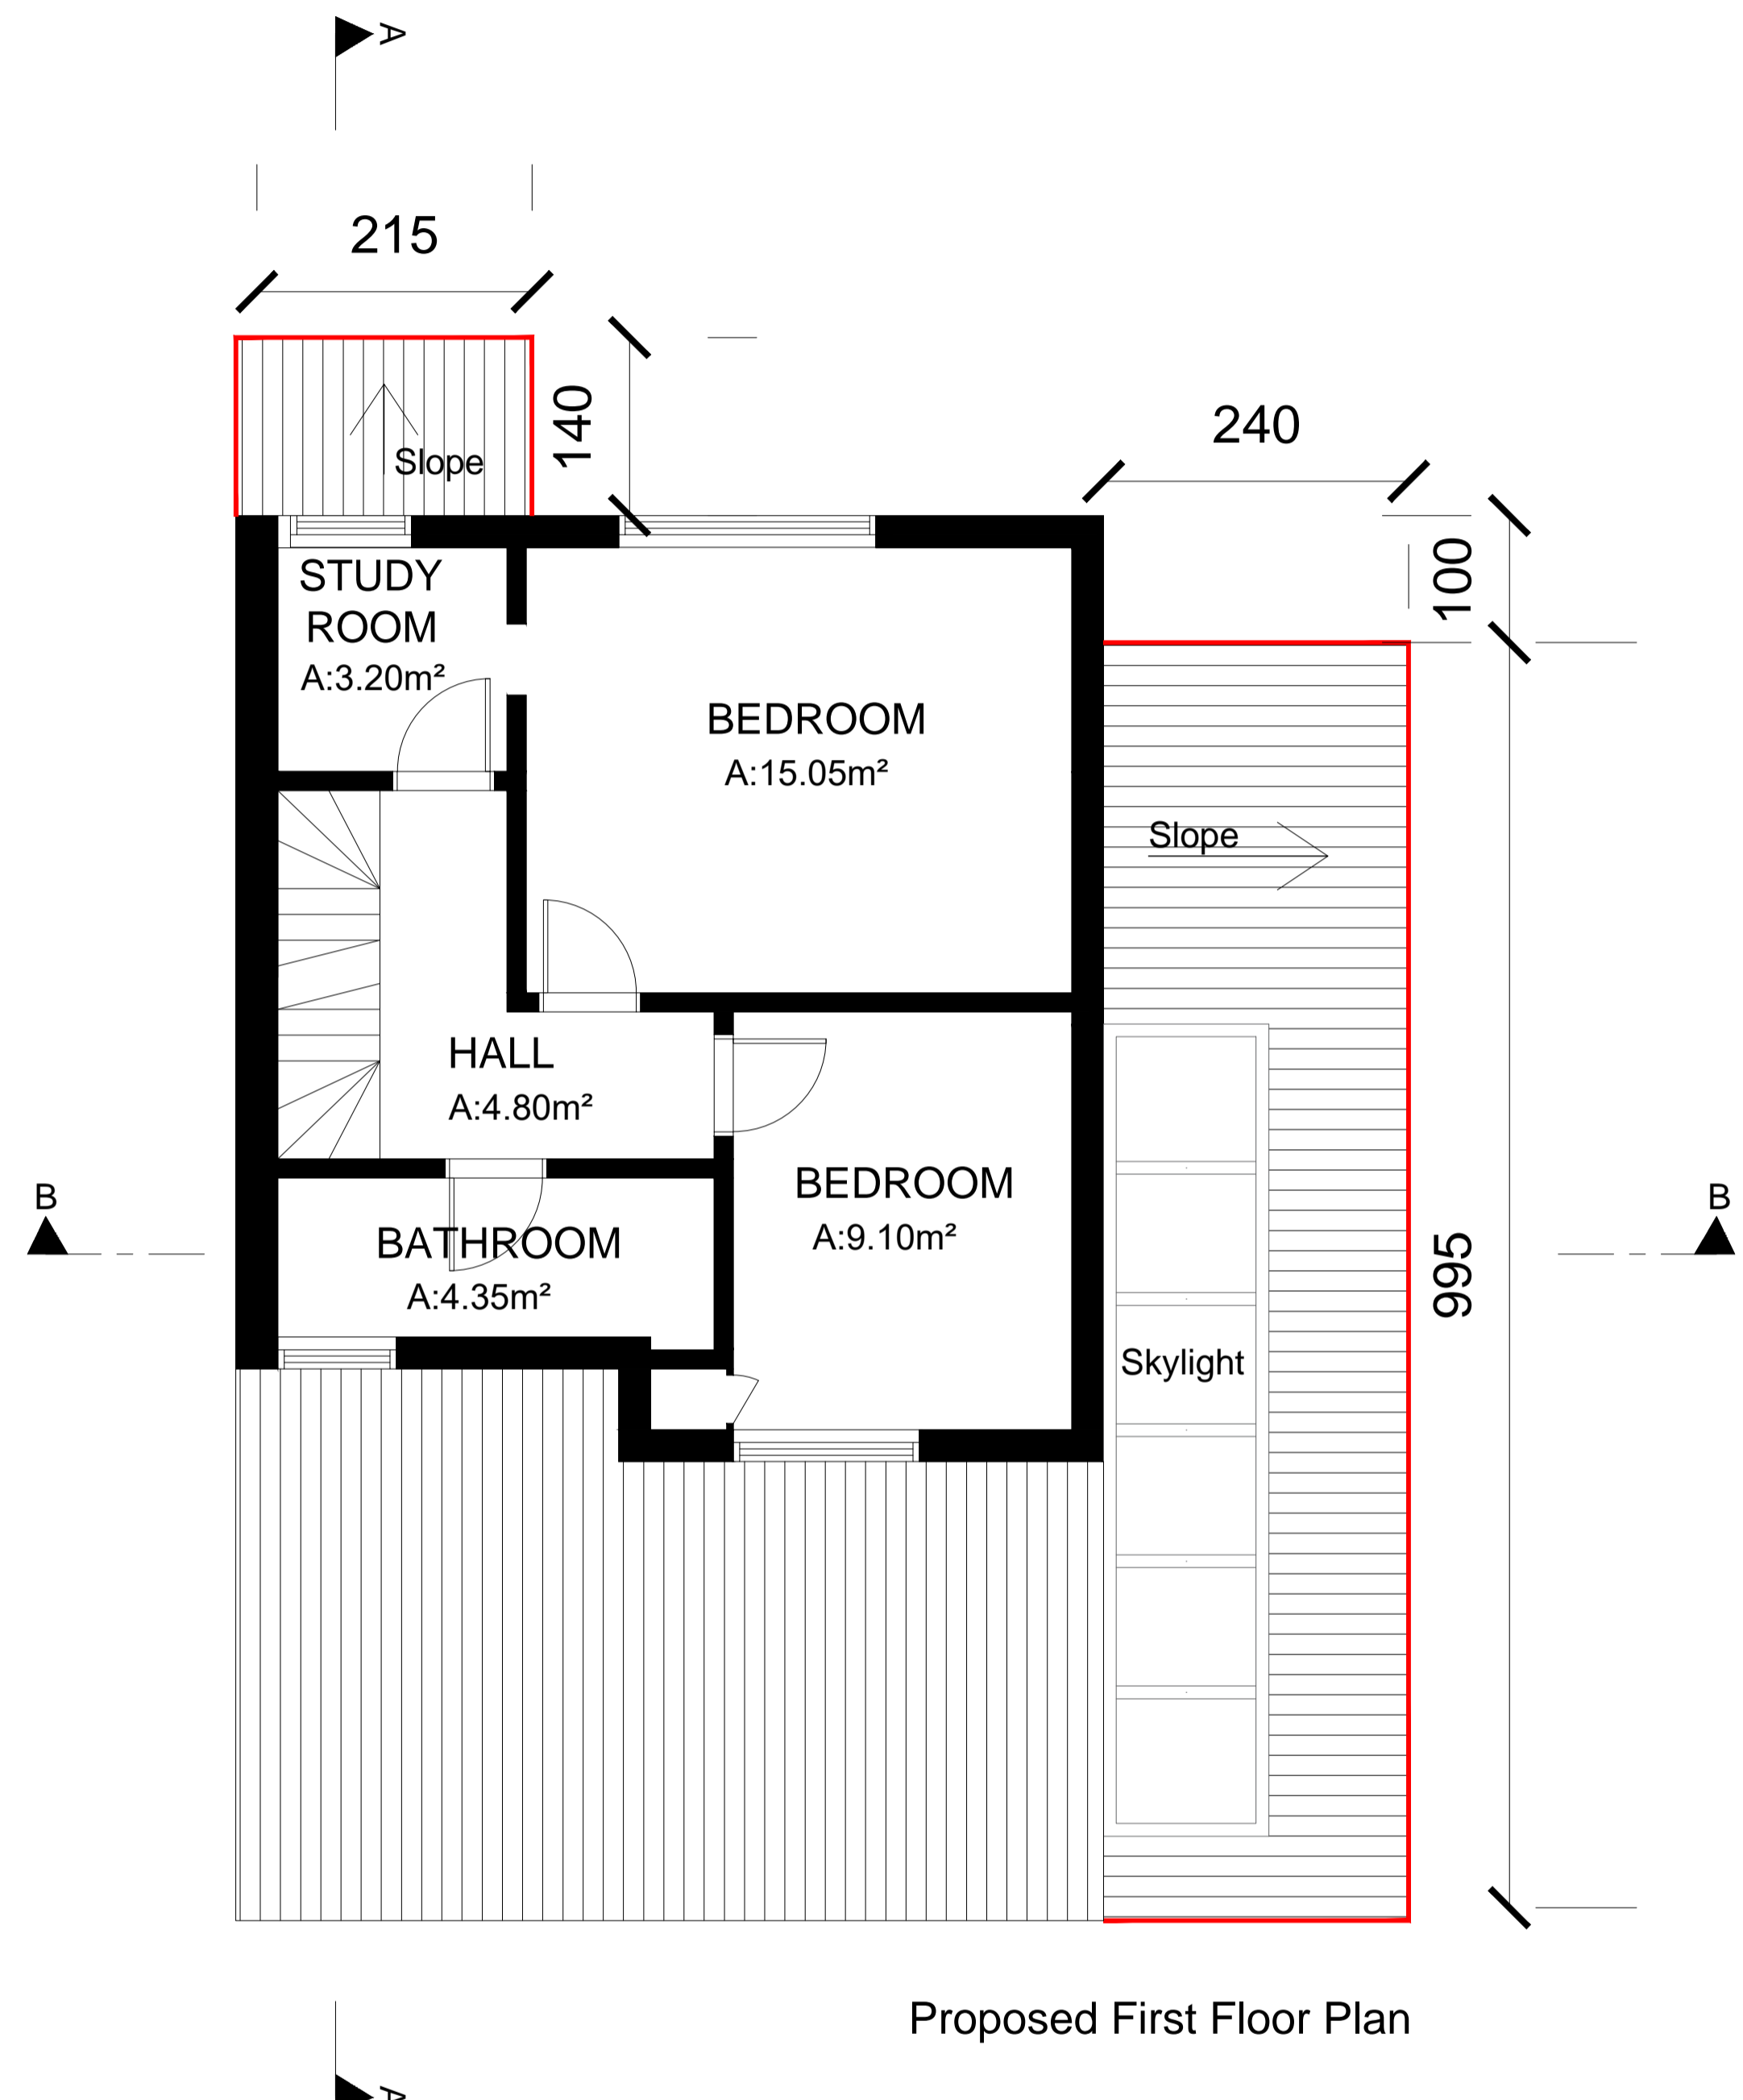 A
215
140
240
100
Slope
STUDY
ROOM
A:3.20m²
BEDROOM
A:15.05m²
Slope
HALL
A:4.80m²
B
BEDROOM
A:9.10m²
B
BATHROOM
A:4.35m²
995
Skylight
Proposed First Floor Plan
A